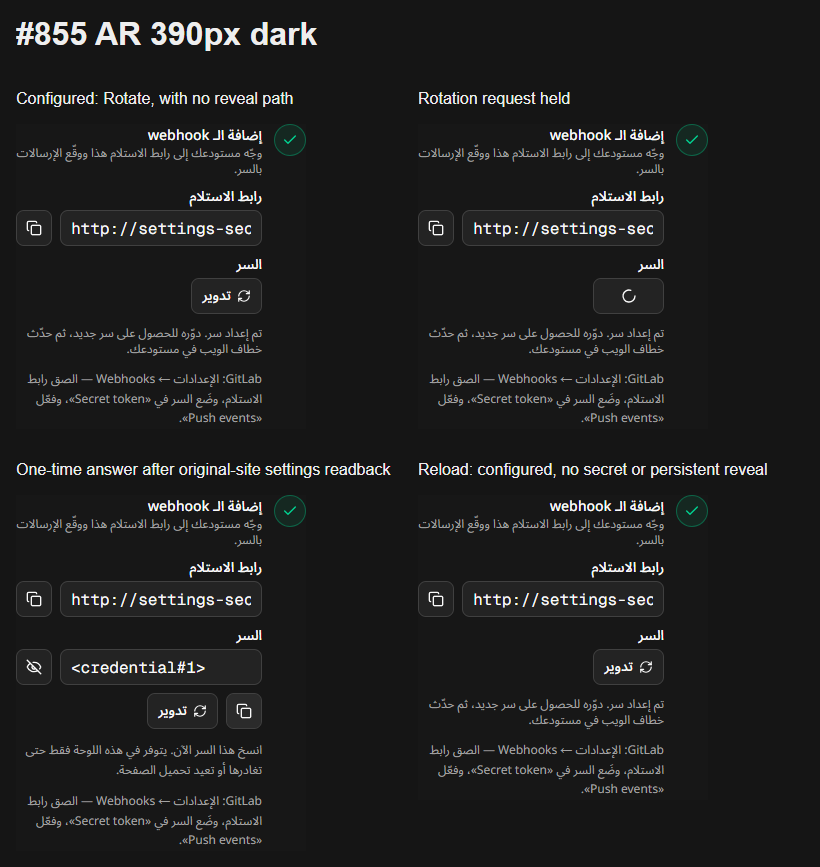 #855 AR 390px dark
Configured: Rotate, with no reveal path
إضافة الـ webhook
وجّه مستودعك إلى رابط الاستلام هذا ووقّع الإرسالات
بالسر.
رابط الاستلام
http://settings-sec
السر
تدوير
تم إعداد سر. دوّره للحصول على سر جديد، ثم حدّث
خطاف الويب في مستودعك.
GitLab: الإعدادات ← Webhooks — الصق رابط
الاستلام، وضَع السر في «Secret token»، وفعّل
«Push events».
Rotation request held
إضافة الـ webhook
وجّه مستودعك إلى رابط الاستلام هذا ووقّع الإرسالات
بالسر.
رابط الاستلام
http://settings-sec
السر
تم إعداد سر. دوّره للحصول على سر جديد، ثم حدّث
خطاف الويب في مستودعك.
GitLab: الإعدادات ← Webhooks — الصق رابط
الاستلام، وضَع السر في «Secret token»، وفعّل
«Push events».
One-time answer after original-site settings readback
إضافة الـ webhook
وجّه مستودعك إلى رابط الاستلام هذا ووقّع الإرسالات
بالسر.
رابط الاستلام
http://settings-sec
السر
<credential#1>
تدوير
انسخ هذا السر الآن. يتوفر في هذه اللوحة فقط حتى
تغادرها أو تعيد تحميل الصفحة.
GitLab: الإعدادات ← Webhooks — الصق رابط
الاستلام، وضَع السر في «Secret token»، وفعّل
«Push events».
Reload: configured, no secret or persistent reveal
إضافة الـ webhook
وجّه مستودعك إلى رابط الاستلام هذا ووقّع الإرسالات
بالسر.
رابط الاستلام
http://settings-sec
السر
تدوير
تم إعداد سر. دوّره للحصول على سر جديد، ثم حدّث
خطاف الويب في مستودعك.
GitLab: الإعدادات ← Webhooks — الصق رابط
الاستلام، وضَع السر في «Secret token»، وفعّل
«Push events».